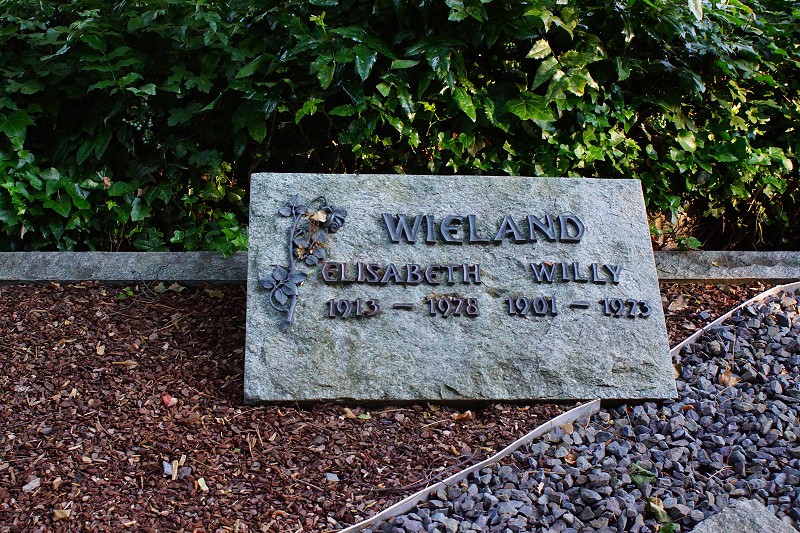 WIELAND
ELISABETH WILLY
1913 – 1978 1901 – 1973